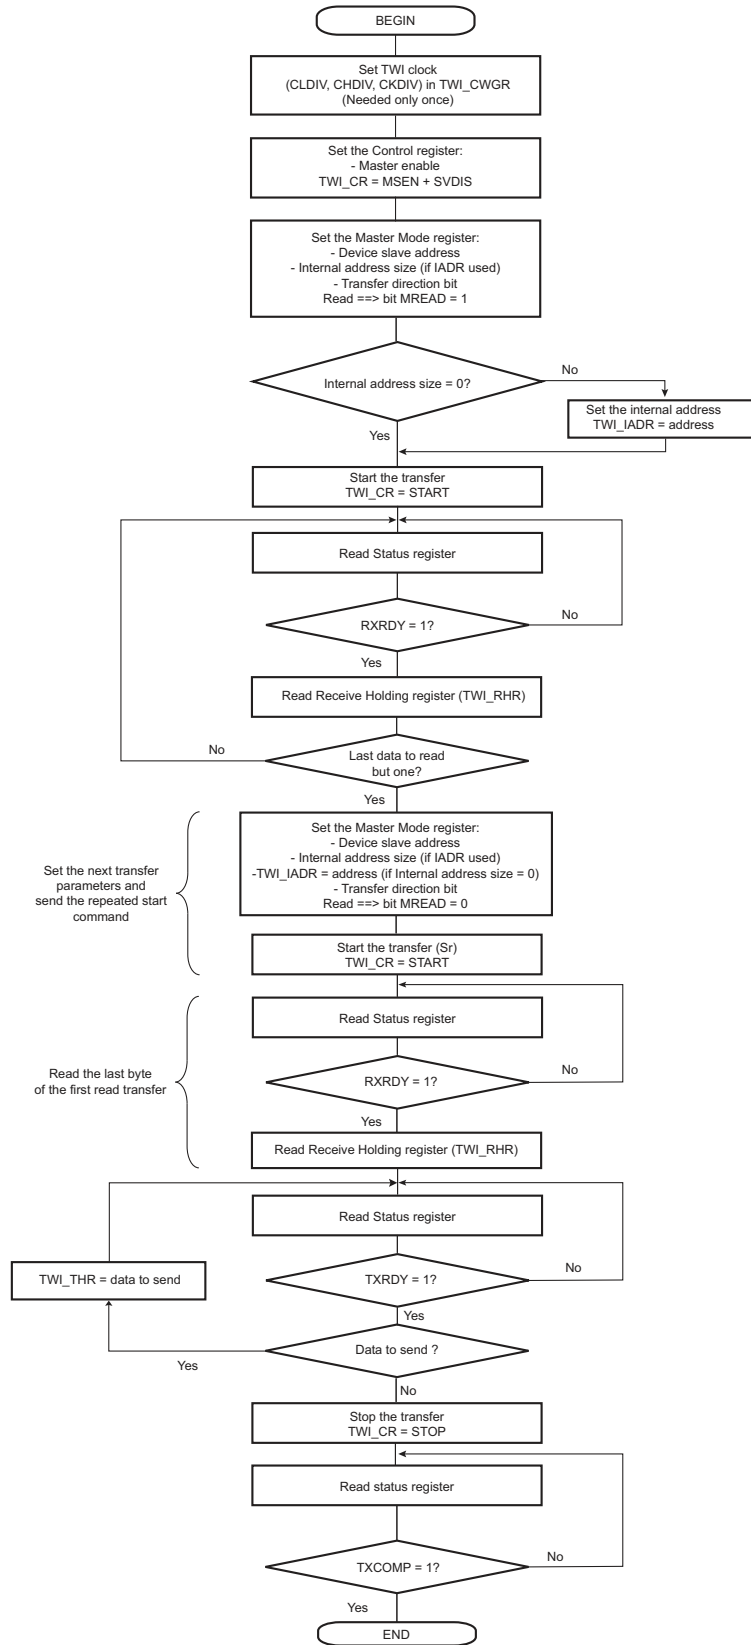 BEGIN
Set TWI clock
(CLDIV, CHDIV, CKDIV) in TWI_CWGR
(Needed only once)
Set the Control register:
- Master enable
TWI_CR = MSEN + SVDIS
Set the Master Mode register:
- Device slave address
- Internal address size (if IADR used)
- Transfer direction bit
Read ==> bit MREAD = 1
Internal address size = 0?
No
Set the internal address
TWI_IADR = address
Yes
Start the transfer
TWI_CR = START
Read Status register
RXRDY = 1?
No
Yes
Read Receive Holding register (TWI_RHR)
No
Last data to read
but one?
Yes
Set the Master Mode register:
- Device slave address
- Internal address size (if IADR used)
-TWI_IADR = address (if Internal address size = 0)
- Transfer direction bit
Read ==> bit MREAD = 0
Set the next transfer
parameters and
send the repeated start
command
Start the transfer (Sr)
TWI_CR = START
Read Status register
Read the last byte
of the first read transfer
RXRDY = 1?
No
Yes
Read Receive Holding register (TWI_RHR)
Read Status register
TWI_THR = data to send
TXRDY = 1?
No
Yes
Data to send ?
Yes
No
Stop the transfer
TWI_CR = STOP
Read status register
TXCOMP = 1?
No
Yes
END